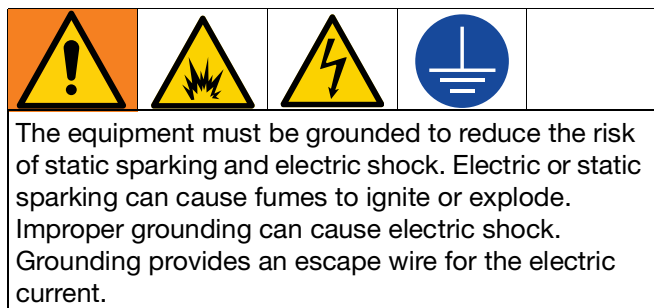 The equipment must be grounded to reduce the risk
of static sparking and electric shock. Electric or static
sparking can cause fumes to ignite or explode.
Improper grounding can cause electric shock.
Grounding provides an escape wire for the electric
current.